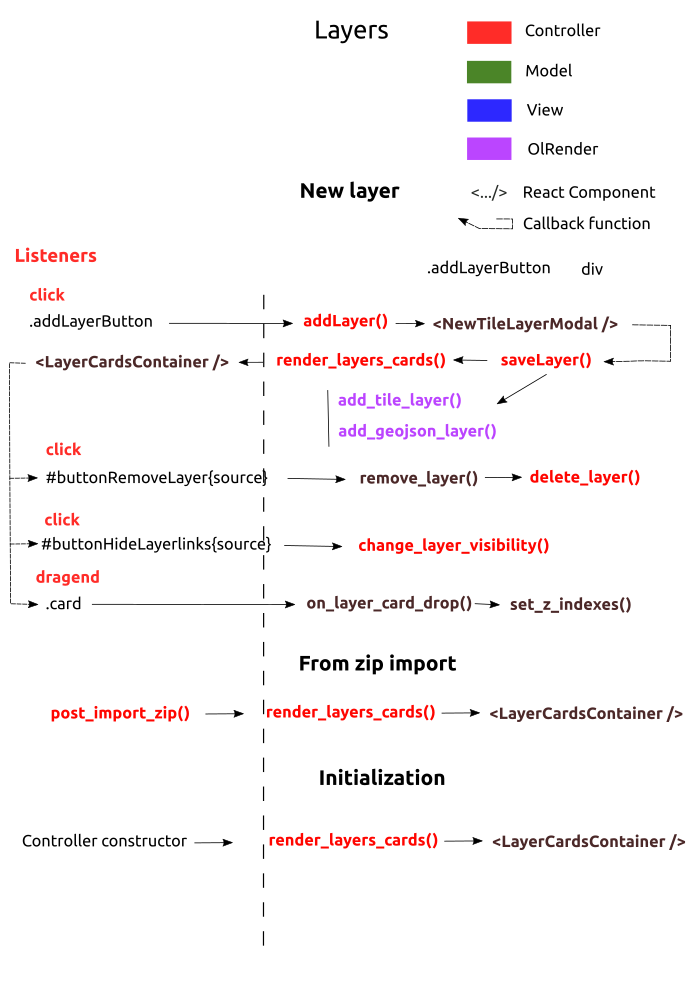 Layers
Controller
Model
View
OlRender
New layer
<.../> React Component
Callback function
Listeners
.addLayerButton div
click
.addLayerButton addLayer() <NewTileLayerModal />
<LayerCardsContainer /> render_layers_cards() saveLayer()
add_tile_layer()
add_geojson_layer()
click
#buttonRemoveLayer{source} remove_layer() delete_layer()
click
#buttonHideLayerlinks{source} change_layer_visibility()
dragend
.card on_layer_card_drop() set_z_indexes()
From zip import
post_import_zip() render_layers_cards() <LayerCardsContainer />
Initialization
Controller constructor render_layers_cards() <LayerCardsContainer />